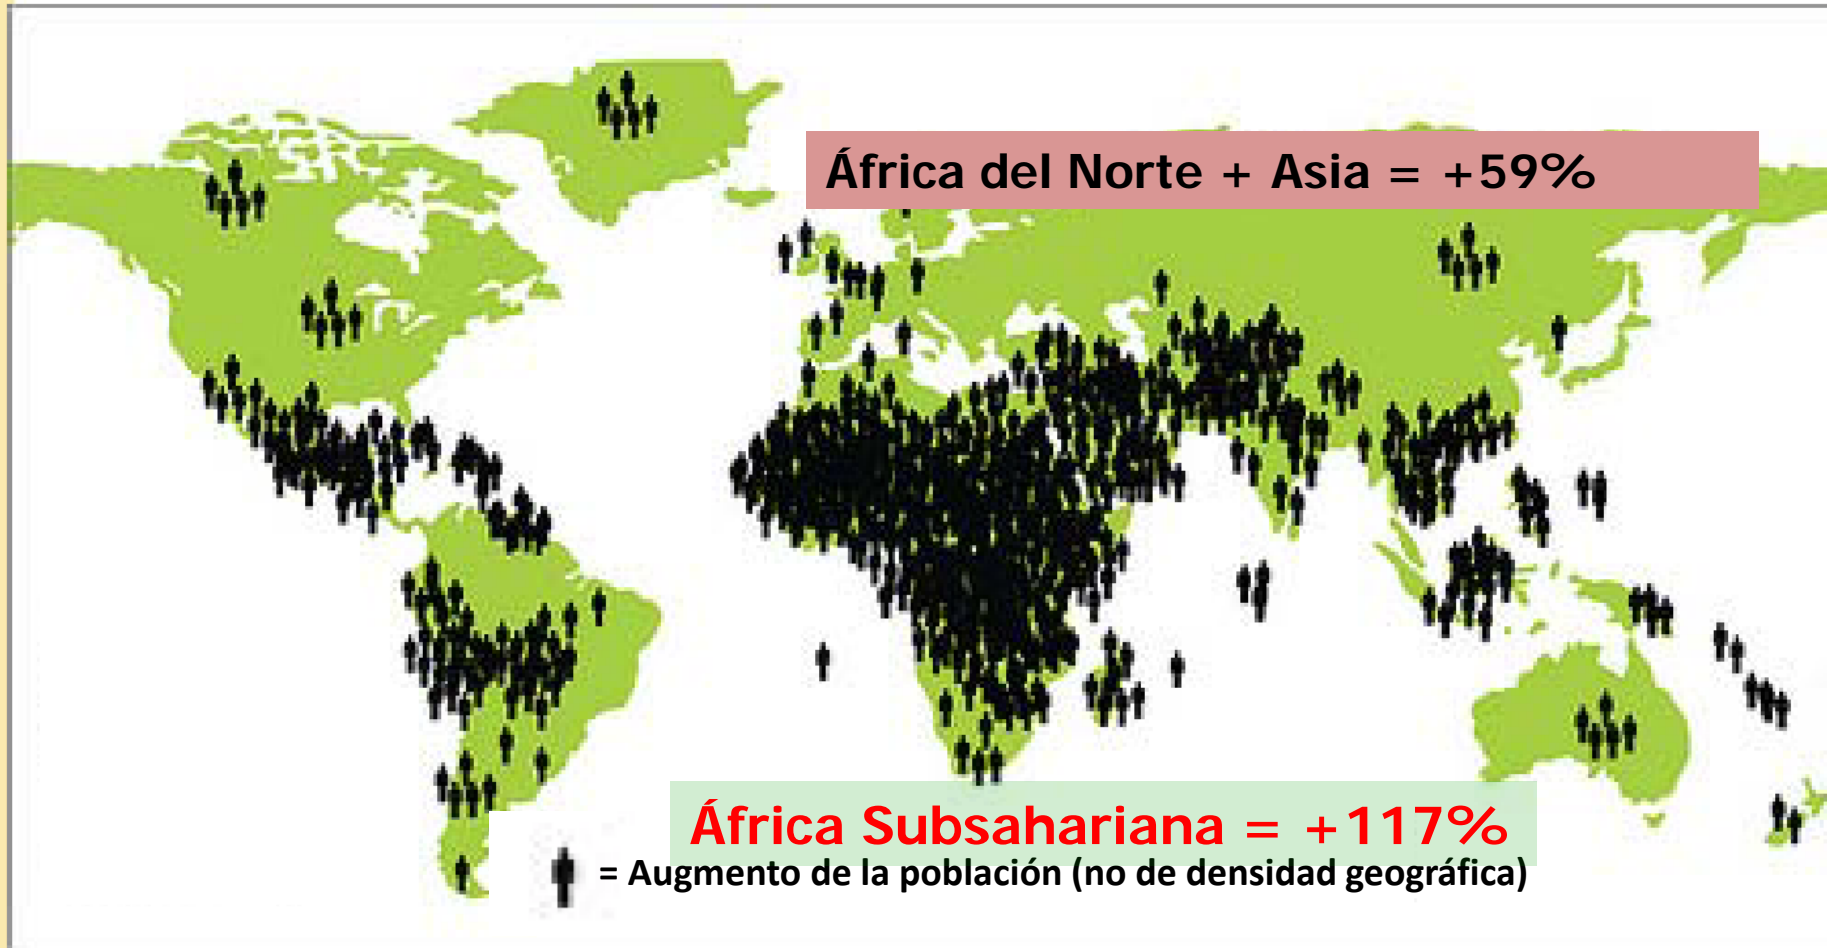 África del Norte + Asia = +59%
África Subsahariana = +117%
= Augmento de la población (no de densidad geográfica)